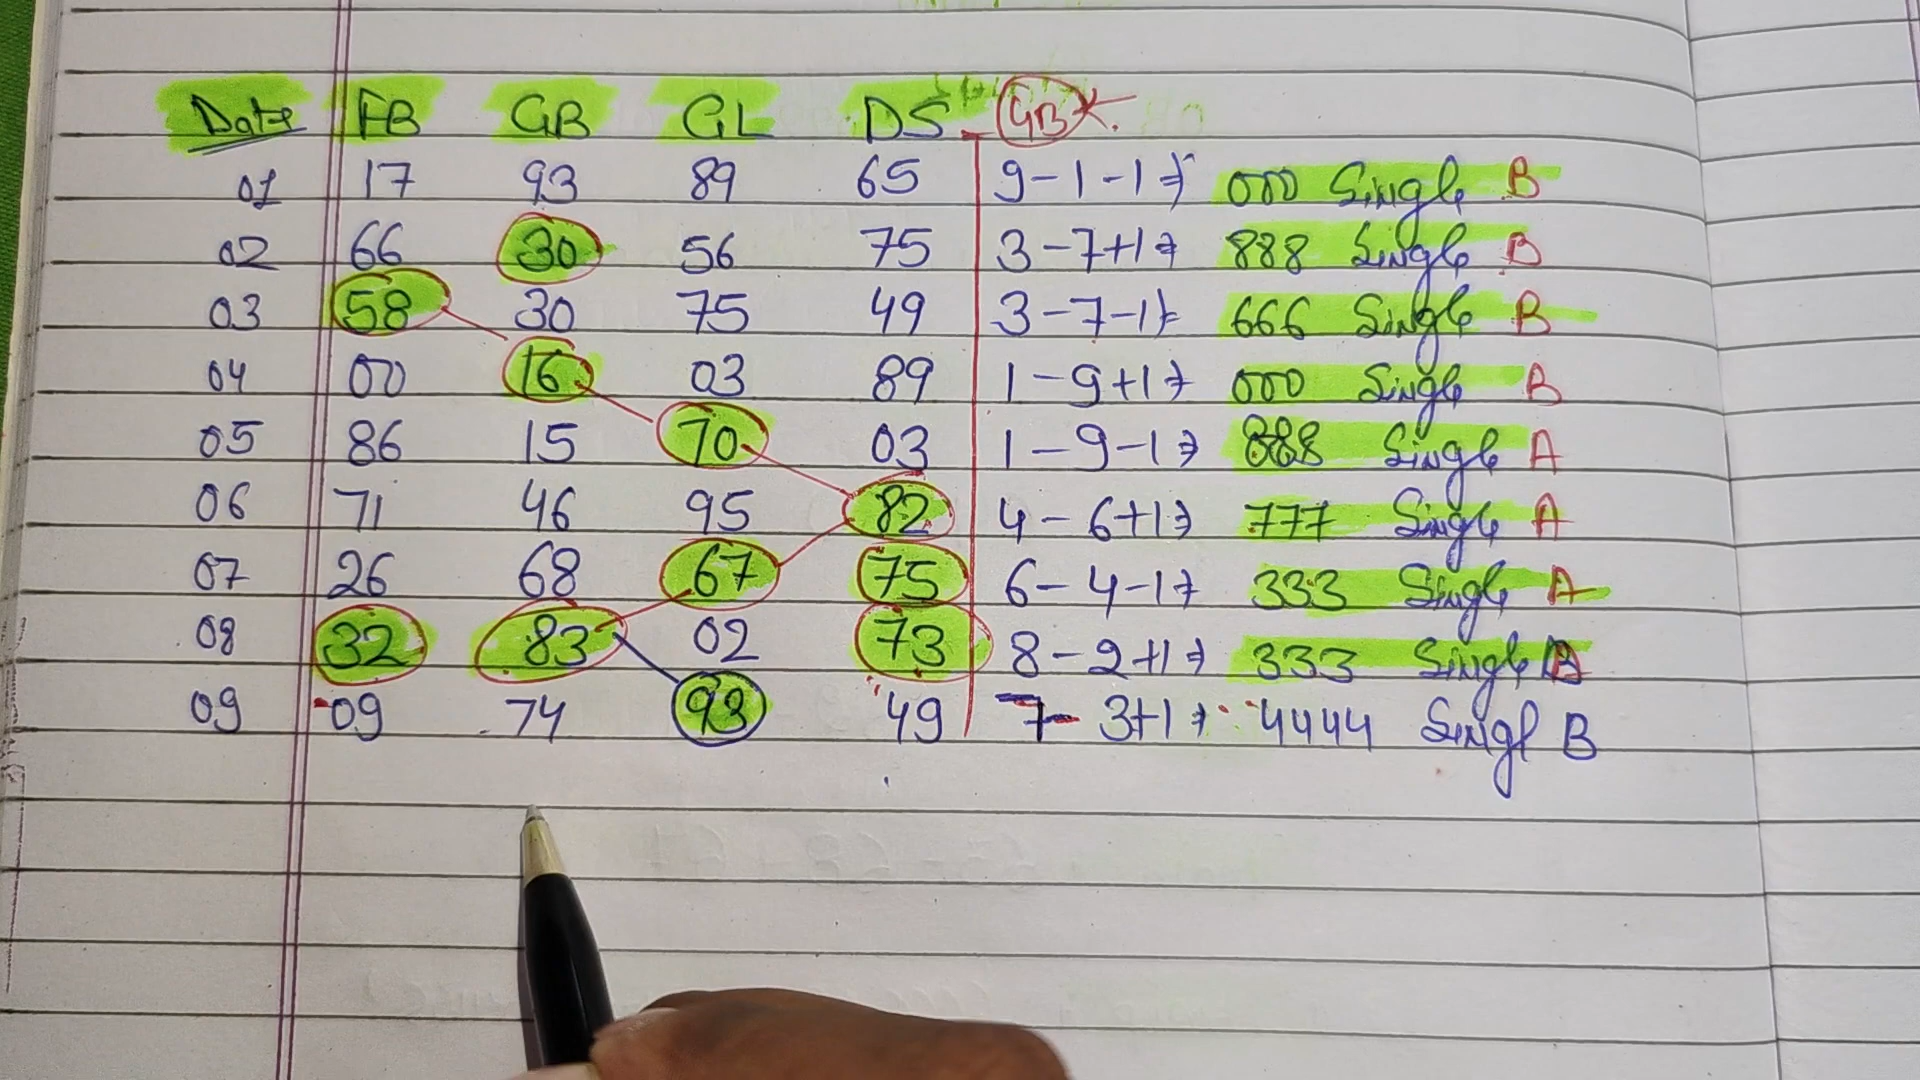 Date FB GB GL DS GB
01 17 93 89 65 9-1-1⇒ 000 Single B
02 66 30 56 75 3-7+1⇒ 888 Single B
03 58 30 75 49 3-7-1⇒ 666 Single B
04 00 16 03 89 1-9+1⇒ 000 Single B
05 86 15 70 03 1-9-1⇒ 888 Single A
06 71 46 95 82 4-6+1⇒ 777 Single A
07 26 68 67 75 6-4-1⇒ 333 Single A
08 32 83 02 73 8-2+1⇒ 333 Single B
09 09 74 93 49 7-3+1⇒ 4444 Singl B